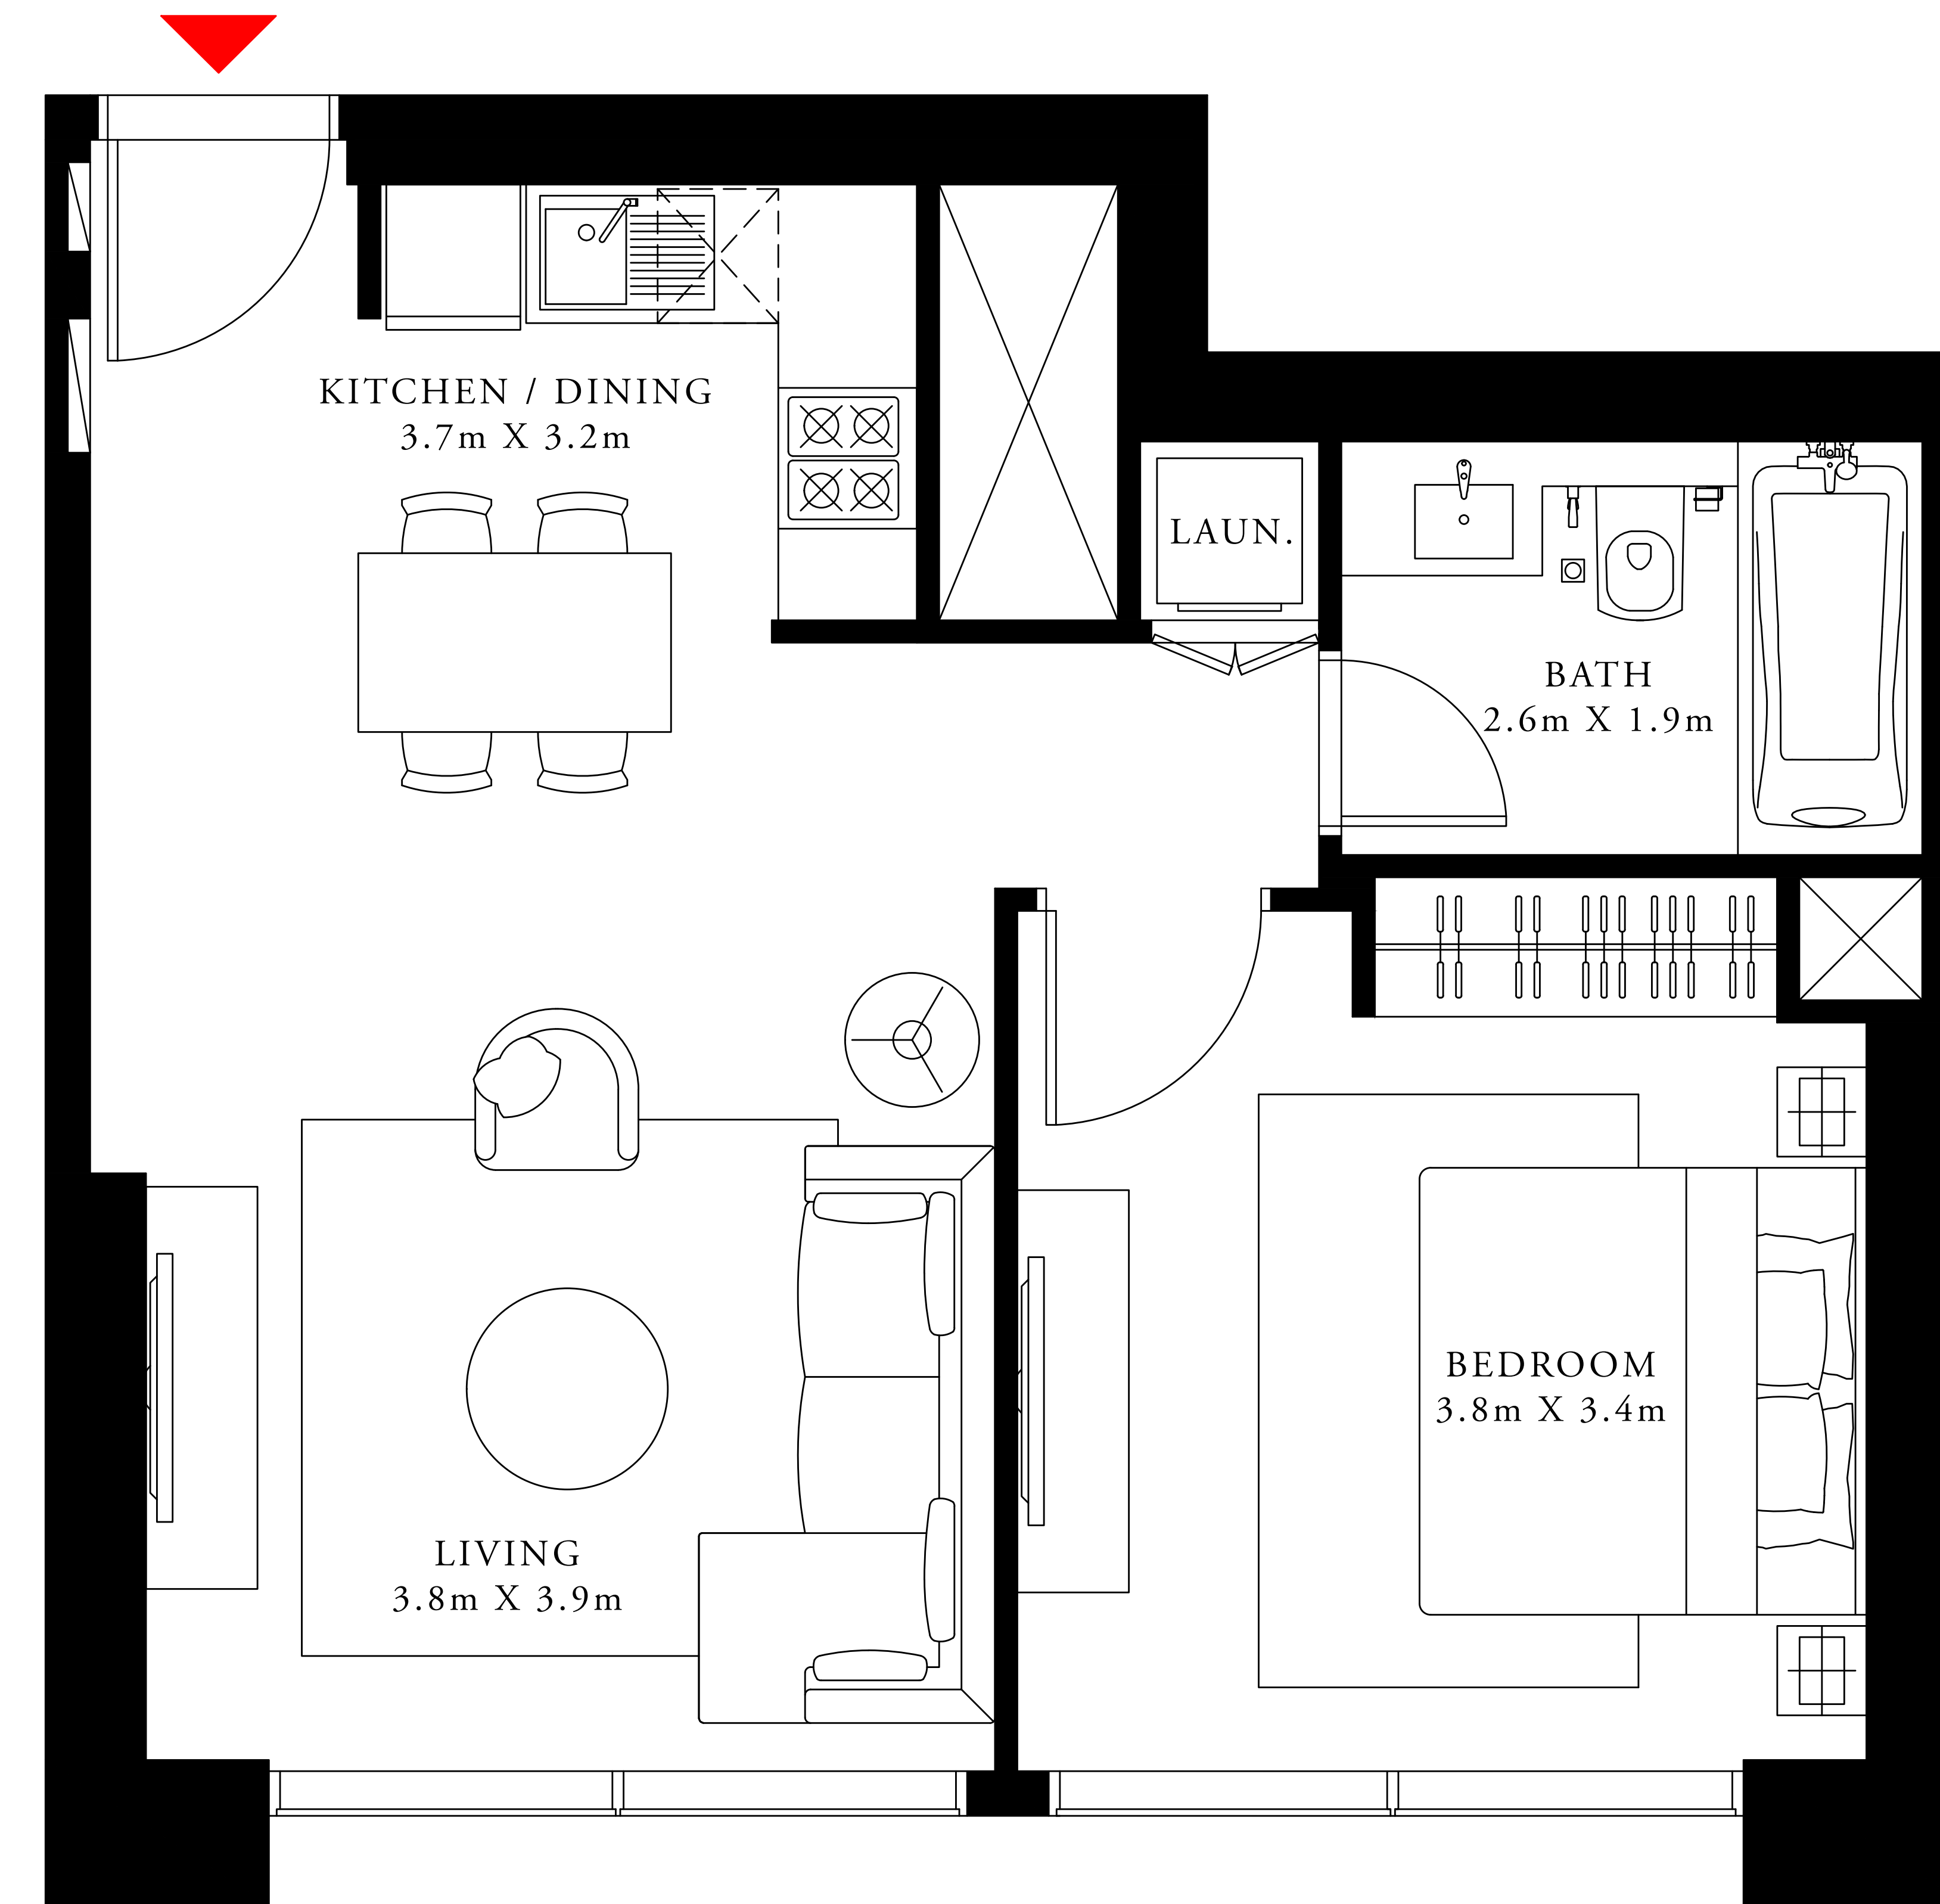 KITCHEN / DINING
3.7m X 3.2m
LAUN.
BATH
2.6m X 1.9m
BEDROOM
3.8m X 3.4m
LIVING
3.8m X 3.9m